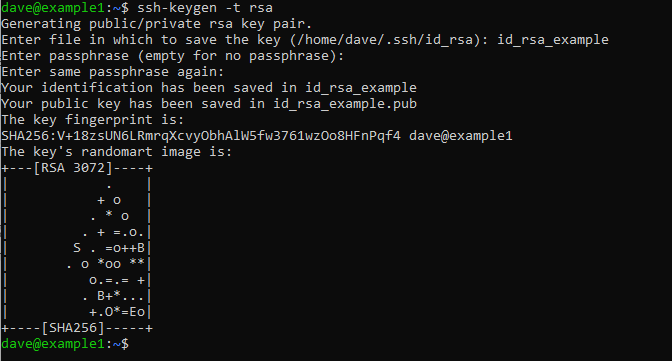 dave@example1:~$ ssh-keygen -t rsa
Generating public/private rsa key pair.
Enter file in which to save the key (/home/dave/.ssh/id_rsa): id_rsa_example
Enter passphrase (empty for no passphrase):
Enter same passphrase again:
Your identification has been saved in id_rsa_example
Your public key has been saved in id_rsa_example.pub
The key fingerprint is:
SHA256:V+18zsUN6LRmrqXcvyObhAlW5fw3761wzOo8HFnPqf4 dave@example1
The key's randomart image is:
+---[RSA 3072]----+
|             .    |
|            + o   |
|           . * o  |
|          . + =.o.|
|         S . =o++B|
|        . o *oo **|
|           o.=.= +|
|          . B+*...|
|           +.O*=Eo|
+----[SHA256]-----+
dave@example1:~$